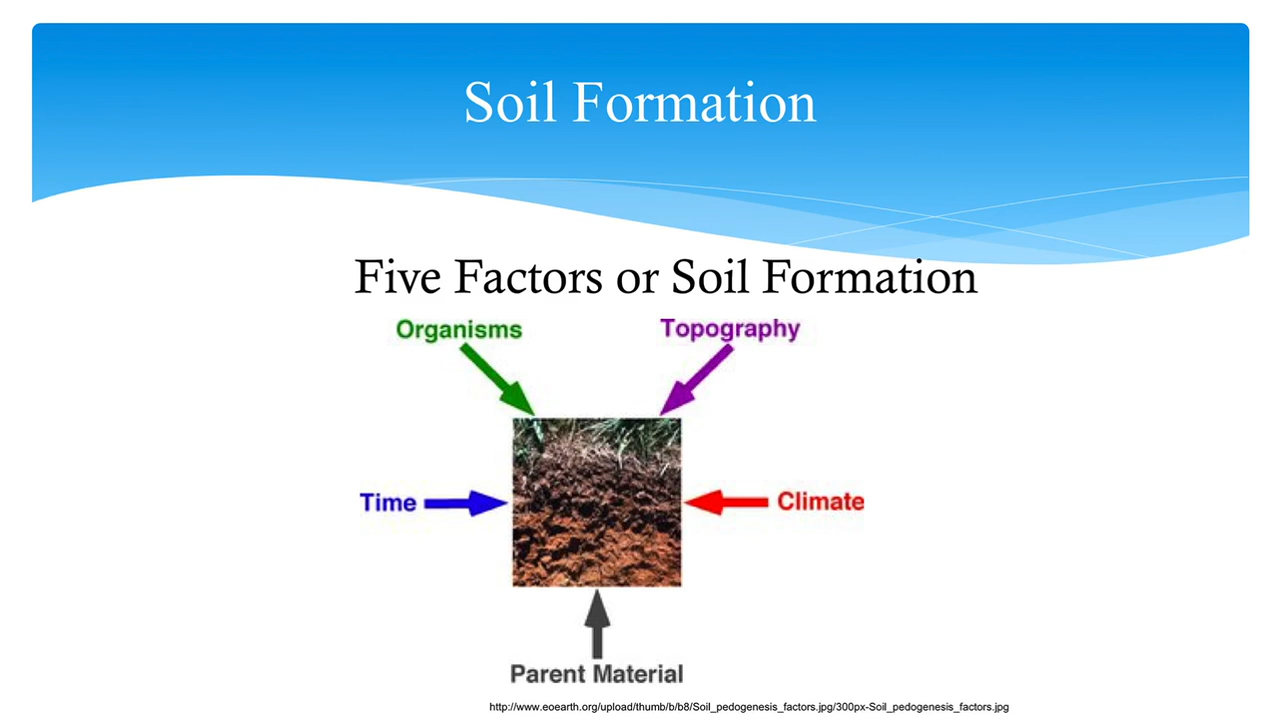 Soil Formation
Five Factors or Soil Formation
Organisms
Topography
Time
Climate
Parent Material
http://www.eoearth.org/upload/thumb/b/b8/Soil_pedogenesis_factors.jpg/300px-Soil_pedogenesis_factors.jpg